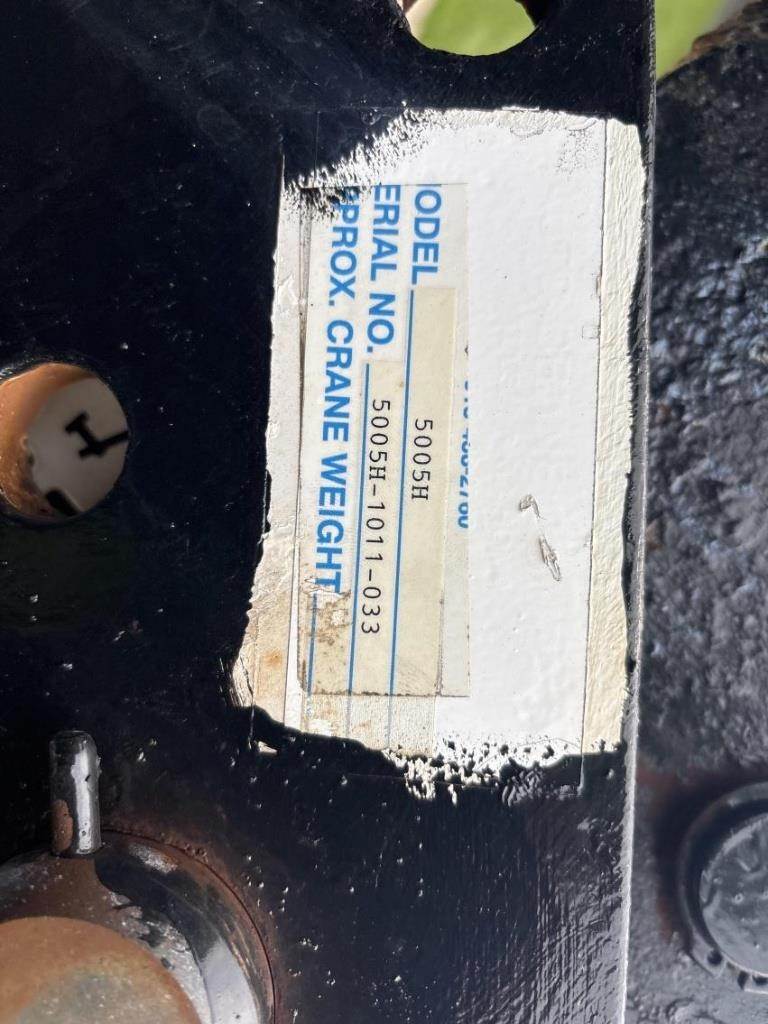 ODEL 5005H
ERIAL NO. 5005H-1011-033
PROX. CRANE WEIGHT